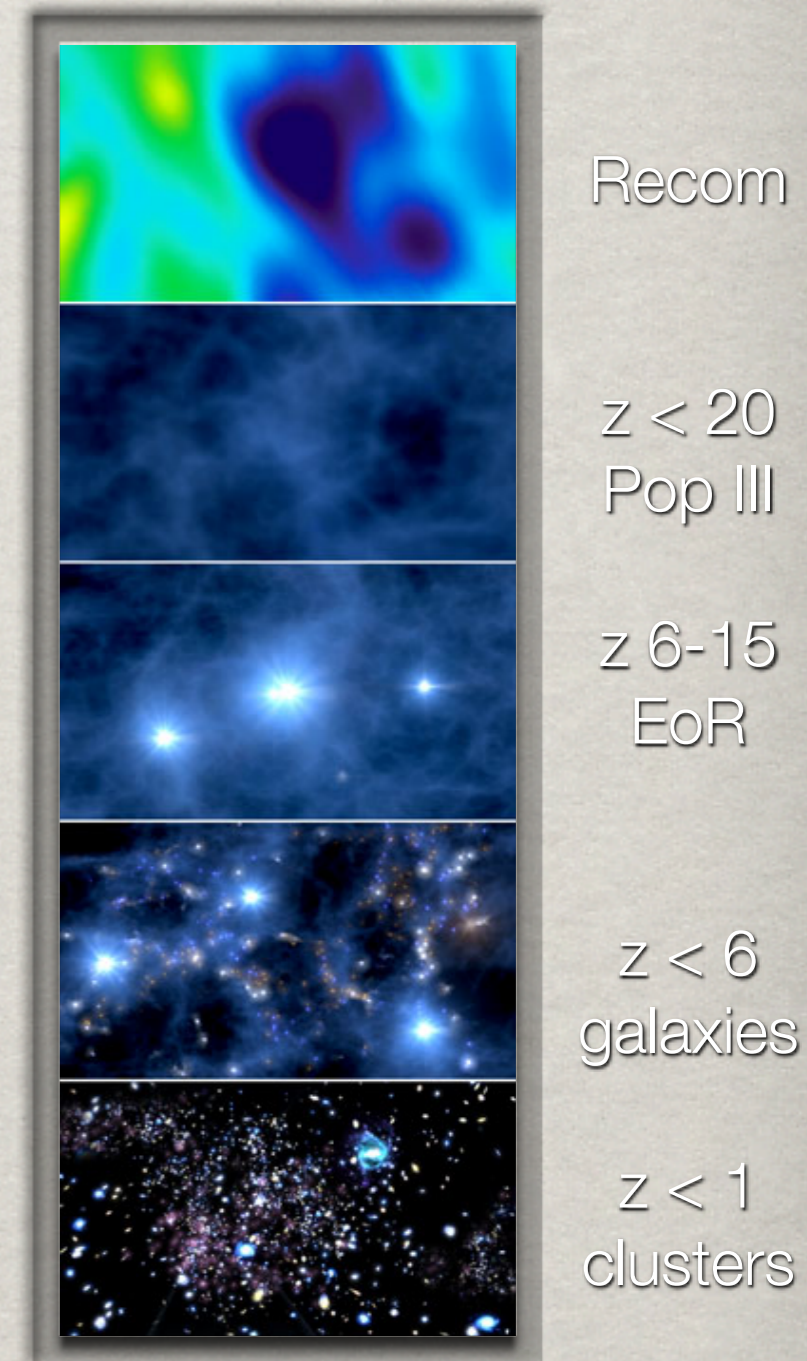 Recom
z < 20
Pop III
z 6-15
EoR
z < 6
galaxies
z < 1
clusters